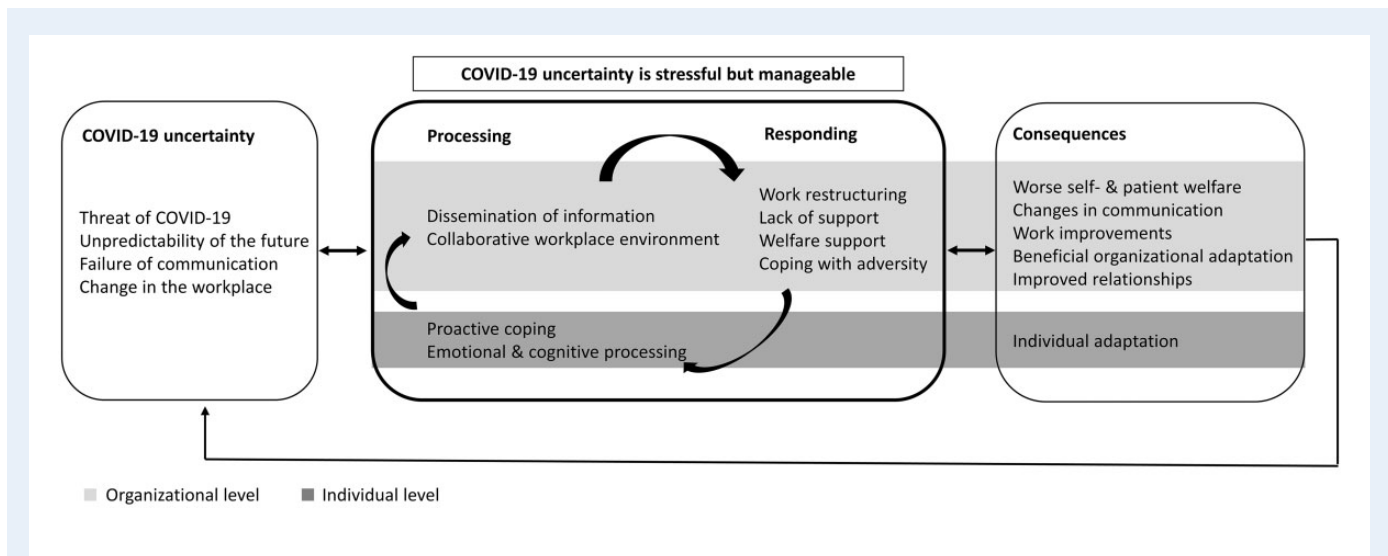 COVID-19 uncertainty is stressful but manageable
COVID-19 uncertainty
Threat of COVID-19
Unpredictability of the future
Failure of communication
Change in the workplace
Processing
Dissemination of information
Collaborative workplace environment
Proactive coping
Emotional & cognitive processing
Responding
Work restructuring
Lack of support
Welfare support
Coping with adversity
Consequences
Worse self- & patient welfare
Changes in communication
Work improvements
Beneficial organizational adaptation
Improved relationships
Individual adaptation
Organizational level
Individual level